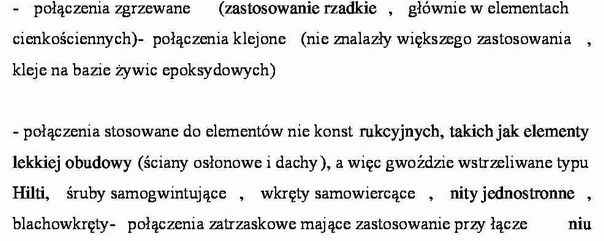 - połączenia zgrzewane (zastosowanie rzadkie , głównie w elementach
cienkościennych)- połączenia klejone (nie znalazły większego zastosowania ,
kleje na bazie żywic epoksydowych)
- połączenia stosowane do elementów nie konst rukcyjnych, takich jak elementy
lekkiej obudowy (ściany osłonowe i dachy), a więc gwoździe wstrzeliwane typu
Hilti, śruby samogwintujące , wkręty samowiercące , nity jednostronne ,
blachowkręty- połączenia zatrzaskowe mające zastosowanie przy łącze niu